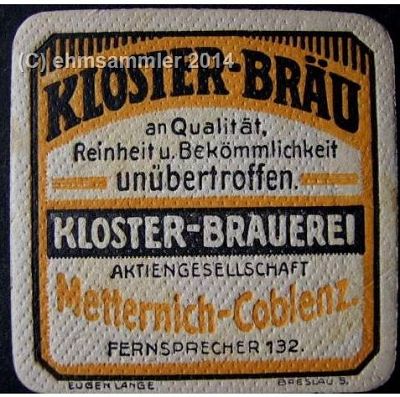 (C) ehmsammler 2014
KLOSTER-BRÄU
an Qualität,
Reinheit u. Bekömmlichkeit
unübertroffen.
KLOSTER-BRAUEREI
AKTIENGESELLSCHAFT
Metternich-Coblenz.
FERNSPRECHER 132.
EUGEN LANGE BRESLAU 5.